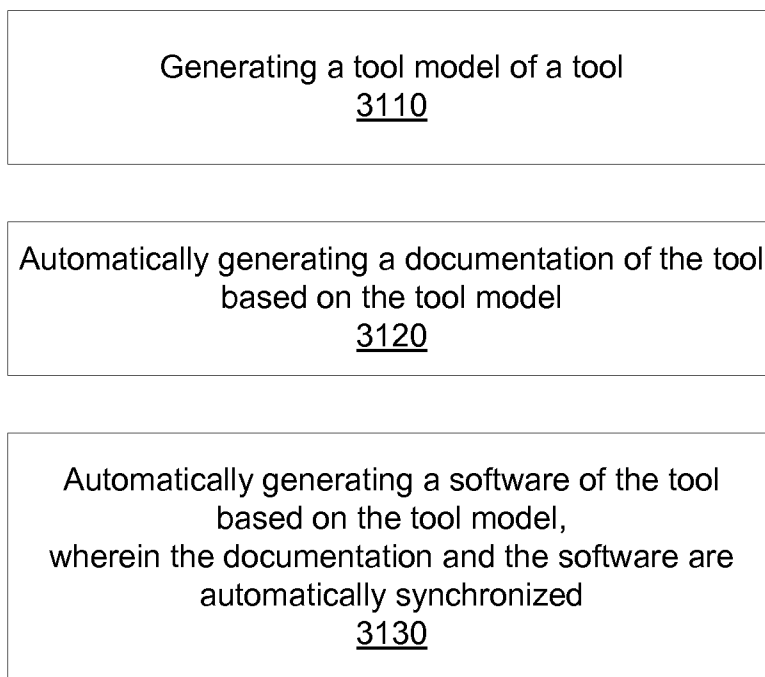 Generating a tool model of a tool
3110
Automatically generating a documentation of the tool
based on the tool model
3120
Automatically generating a software of the tool
based on the tool model,
wherein the documentation and the software are
automatically synchronized
3130